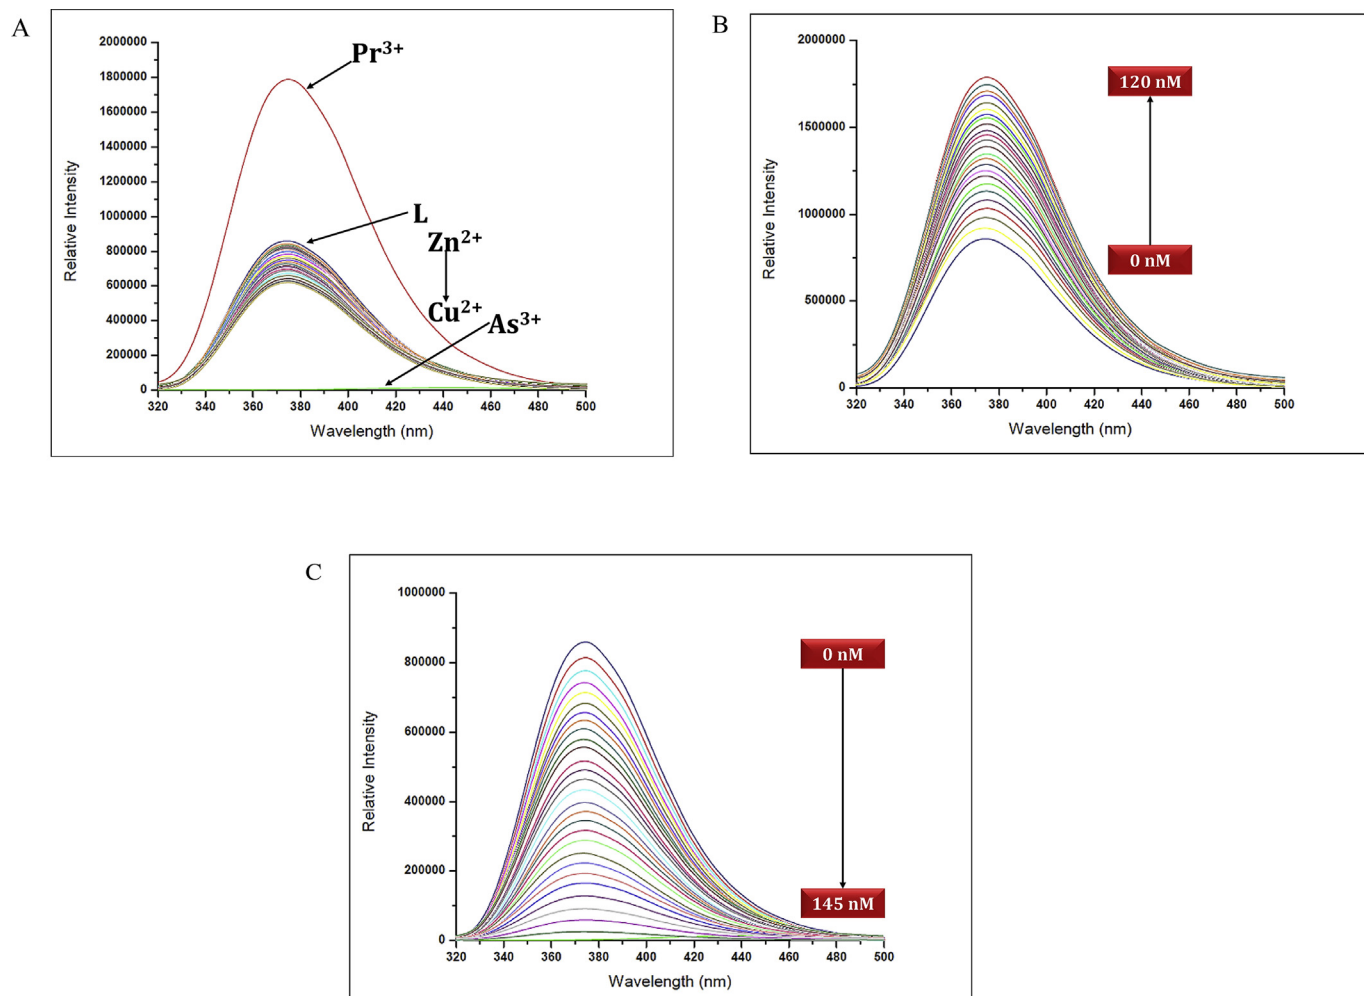 A
2000000
1800000
1600000
1400000
1200000
1000000
800000
600000
400000
200000
0
Relative Intensity
Pr3+
L
Zn2+
Cu2+
As3+
320 340 360 380 400 420 440 460 480 500
Wavelength (nm)
B
2000000
1500000
1000000
500000
0
Relative Intensity
120 nM
0 nM
320 340 360 380 400 420 440 460 480 500
Wavelength (nm)
C
1000000
800000
600000
400000
200000
0
Relative Intensity
0 nM
145 nM
320 340 360 380 400 420 440 460 480 500
Wavelength (nm)